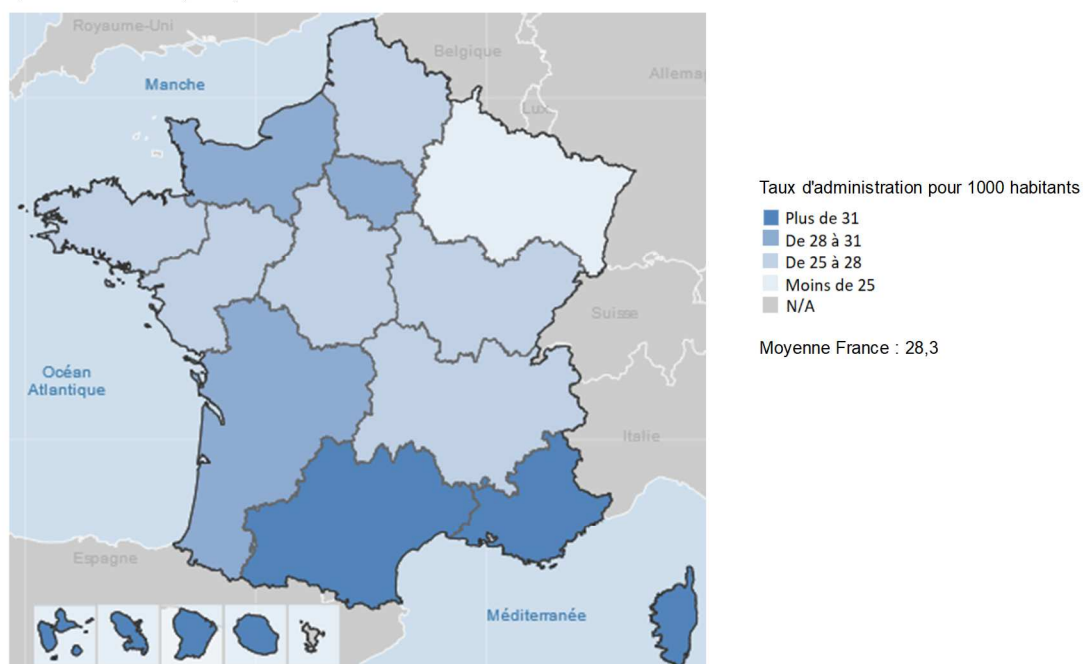 Royaume-Uni
Belgique
Manche
Allema
Lux.
Taux d'administration pour 1000 habitants
Plus de 31
De 28 à 31
De 25 à 28
Moins de 25
N/A
Suisse
Moyenne France : 28,3
Océan
Atlantique
Italie
Espagne
Méditerranée